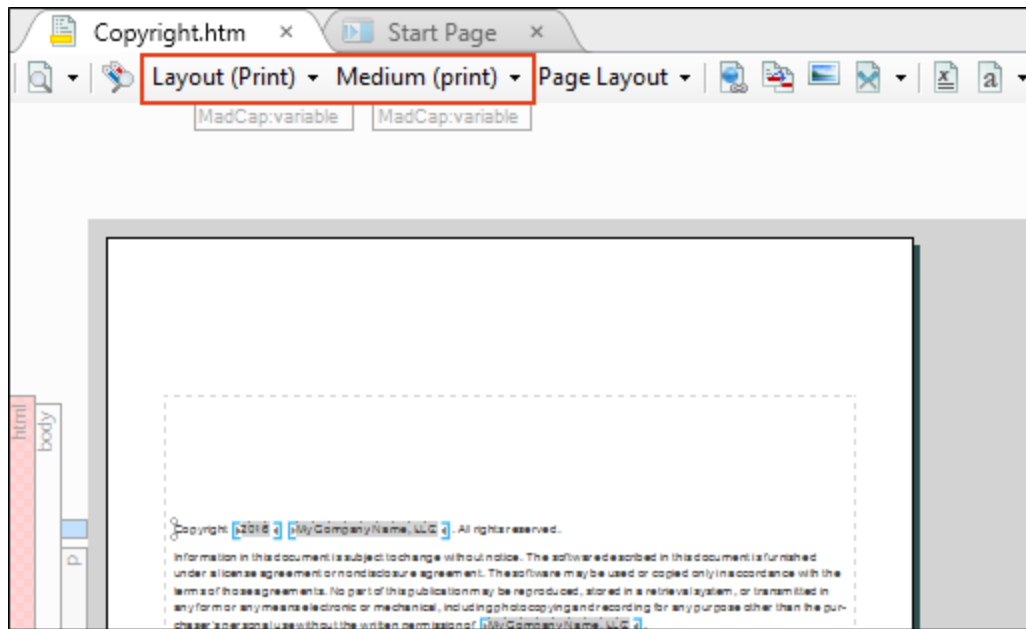 Copyright.htm × Start Page ×
Layout (Print) Medium (print) Page Layout x a
MadCap:variable MadCap:variable
html
body
p
Copyright 2016 My Company Name, LLC . All rights reserved.
Information in this document is subject to change without notice. The software described in this document is furnished
under a license agreement or nondisclosure agreement. The software may be used or copied only in accordance with the
terms of those agreements. No part of this publication may be reproduced, stored in a retrieval system, or transmitted in
any form or any means electronic or mechanical, including photocopying and recording for any purpose other than the pur-
chaser's personal use without the written permission of My Company Name, LLC .